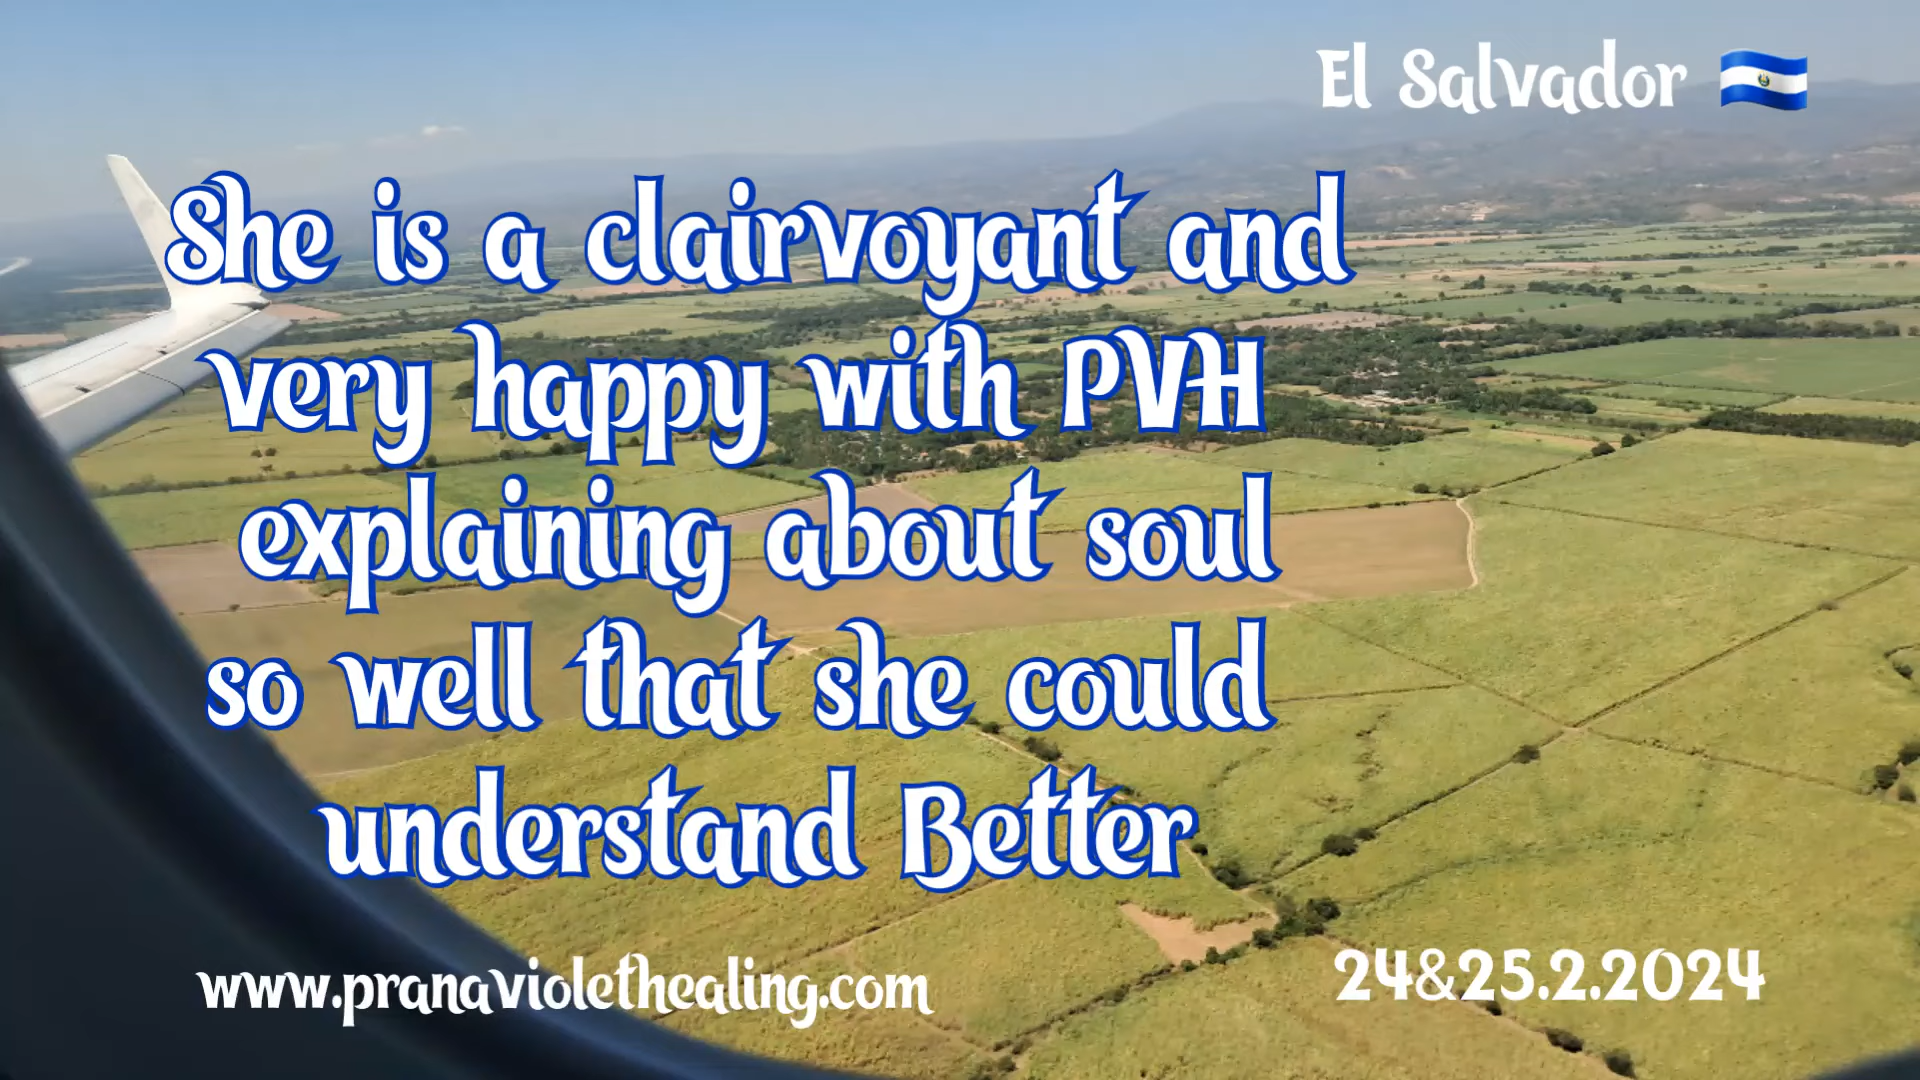 El Salvador 🇸🇻
She is a clairvoyant and
very happy with PVH
explaining about soul
so well that she could
understand Better
www.pranaviolethealing.com
24&25.2.2024